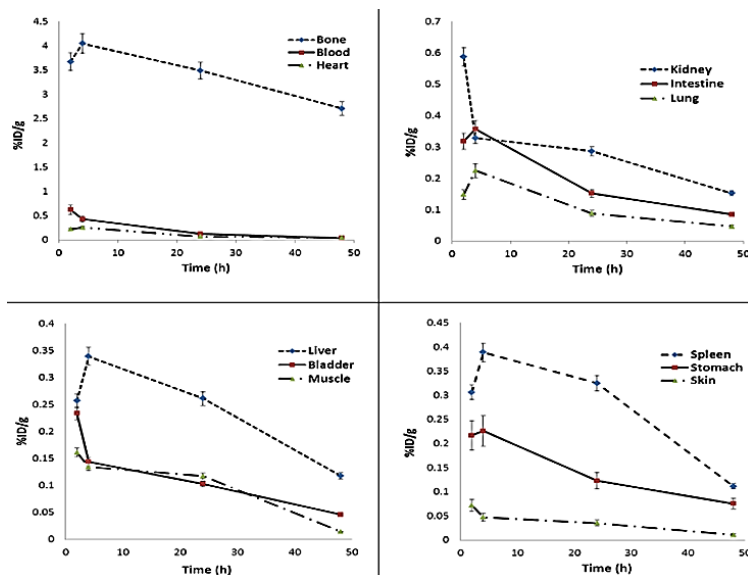 4.5
4
3.5
3
2.5
2
1.5
1
0.5
0
%ID/g
0 10 20 30 40 50
Time (h)
Bone
Blood
Heart
0.7
0.6
0.5
0.4
0.3
0.2
0.1
0
%ID/g
0 10 20 30 40 50
Time (h)
Kidney
Intestine
Lung
0.4
0.35
0.3
0.25
0.2
0.15
0.1
0.05
0
%ID/g
0 10 20 30 40 50
Time (h)
Liver
Bladder
Muscle
0.45
0.4
0.35
0.3
0.25
0.2
0.15
0.1
0.05
0
%ID/g
0 10 20 30 40 50
Time (h)
Spleen
Stomach
Skin